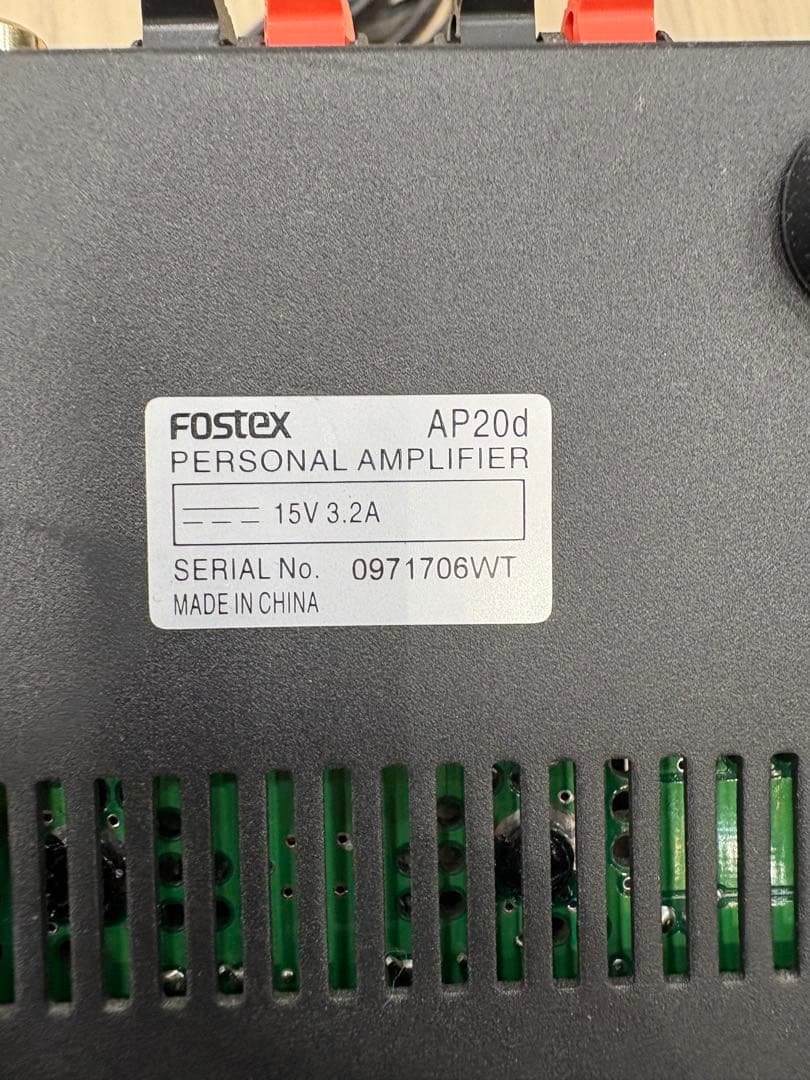 FOSTEX AP20d
PERSONAL AMPLIFIER
15V 3.2A
SERIAL No. 0971706WT
MADE IN CHINA